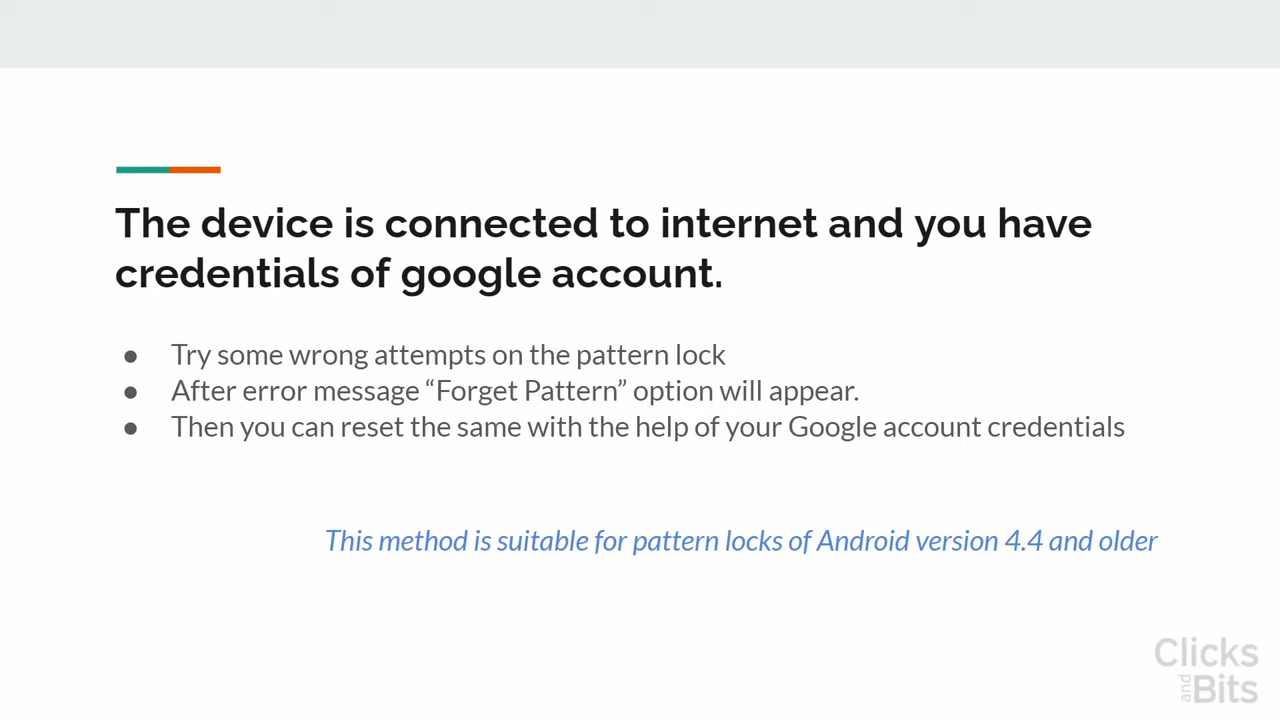 The device is connected to internet and you have
credentials of google account.
● Try some wrong attempts on the pattern lock
● After error message “Forget Pattern” option will appear.
● Then you can reset the same with the help of your Google account credentials
This method is suitable for pattern locks of Android version 4.4 and older
Clicks
and Bits